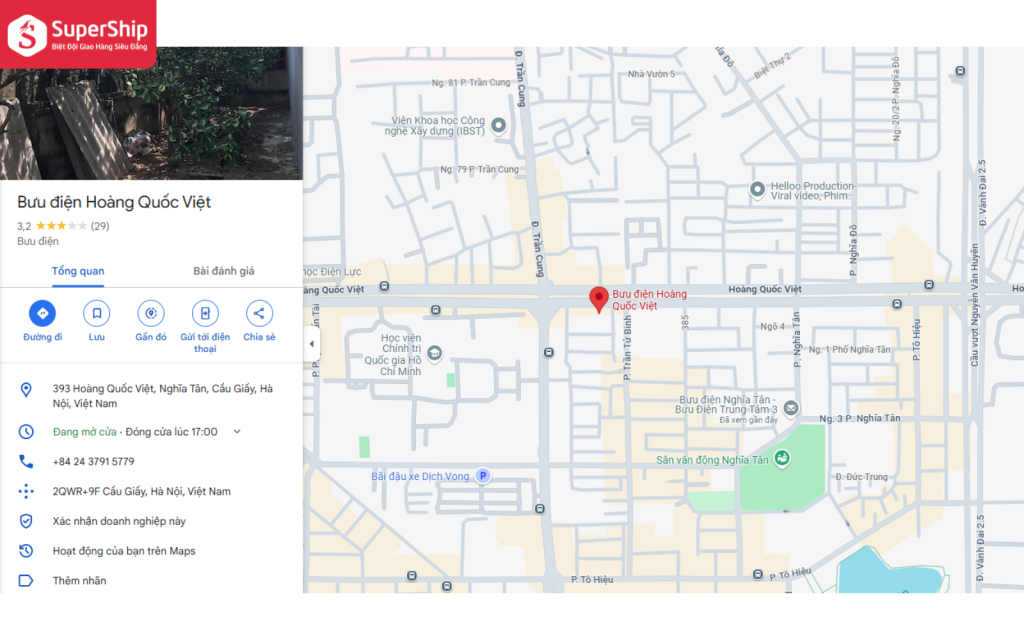 SuperShip
Biệt Đội Giao Hàng Siêu Đẳng
Bưu điện Hoàng Quốc Việt
3,2 (29)
Bưu điện
Tổng quan
Bài đánh giá
Đường đi
Lưu
Gần đó
Gửi tới điện
thoại
Chia sẻ
393 Hoàng Quốc Việt, Nghĩa Tân, Cầu Giấy, Hà
Nội, Việt Nam
Đang mở cửa · Đóng cửa lúc 17:00
+84 24 3791 5779
2QWR+9F Cầu Giấy, Hà Nội, Việt Nam
Xác nhận doanh nghiệp này
Hoạt động của bạn trên Maps
Thêm nhãn
Đ. Trần Cung
Ng. 81 P. Trần Cung
Nhà Vườn 5
Biệt Thự 2
Ng. 20/2 P. Nghĩa Đô
Viện Khoa học Công
nghệ Xây dựng (IBST)
Ng. 79 P. Trần Cung
Helloo Production-
Viral video, Phim...
Đ. Vành Đai 2.5
Đ. Trần Cung
P. Nghĩa Đô
Cầu vượt Nguyễn Văn Huyên
học Điện Lực
àng Quốc Việt
Bưu điện Hoàng
Quốc Việt
Hoàng Quốc Việt
Ho
P. Trần Tử Bình
385
Ngõ 4
P. Nghĩa Tân
P. Tô Hiệu
Ng. 1 Phố Nghĩa Tân
Học viện
Chính trị
Quốc gia Hồ
Chí Minh
Bưu điện Nghĩa Tân -
Bưu Điện Trung Tâm 3
Đã xem gần đây
Ng. 3 P. Nghĩa Tân
Sân vận động Nghĩa Tân
Bãi đậu xe Dịch Vọng
P
Đ. Đức Trung
Đ. Vành Đai 2.5
P. Tô Hiệu
P. Tô Hiệu